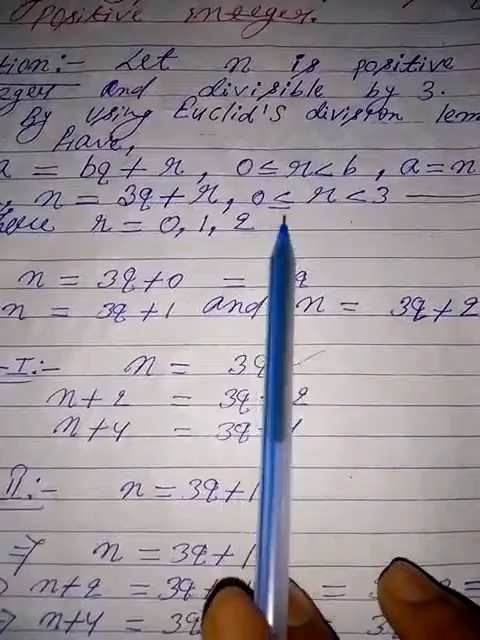 positive integer.
tion:- Let n is positive
eger and divisible by 3.
By using Euclid's division lem
Have,
a = bq + r, 0 ≤ r < b, a = n
, n = 3q + r, 0 ≤ r < 3
here r = 0, 1, 2
n = 3q + 0 = q
n = 3q + 1 and n = 3q + 2
-I:- n = 3q
n + 2 = 3q 2
n + 4 = 3q
II:- n = 3q + 1
⇒ n = 3q + 1
n + 2 = 3q = =
n + 4 = 3q = 3